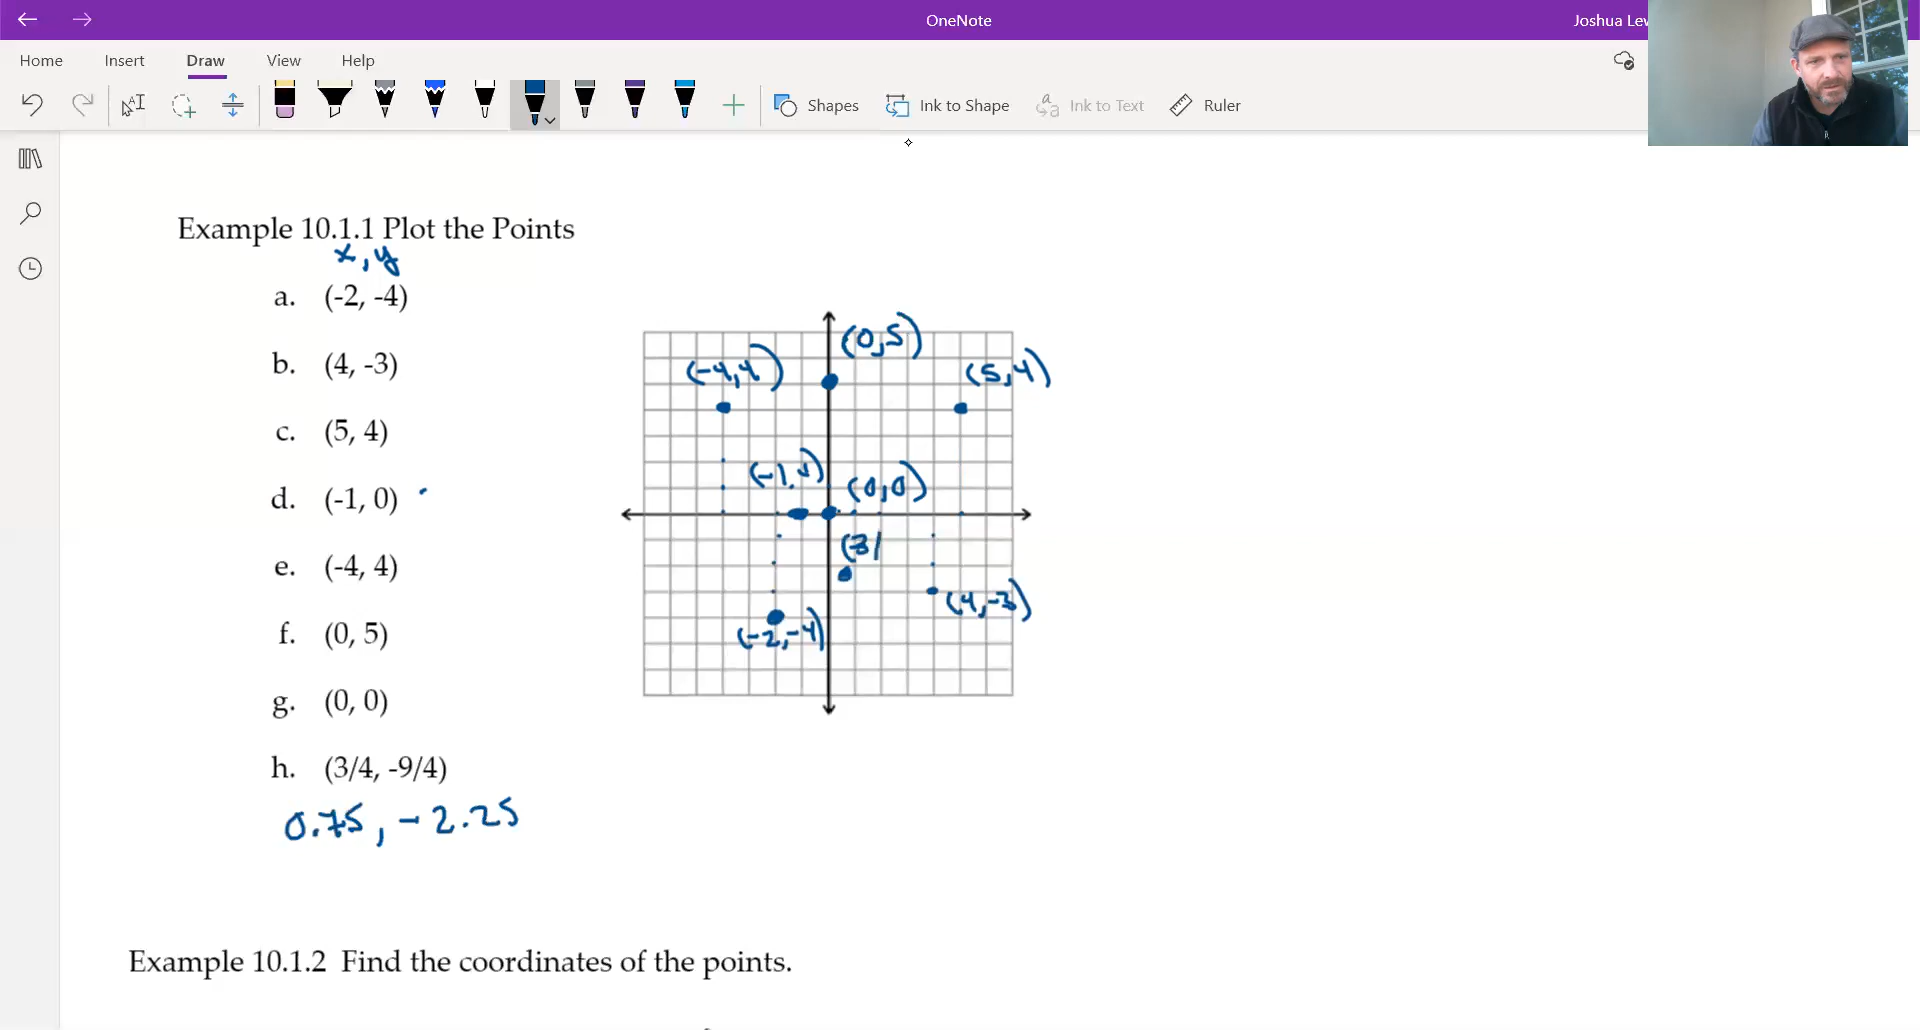 OneNote
Joshua Lew
Home Insert Draw View Help
Shapes Ink to Shape Ink to Text Ruler
Example 10.1.1 Plot the Points
x, y
a. (-2, -4)
b. (4, -3)
c. (5, 4)
d. (-1, 0)
e. (-4, 4)
f. (0, 5)
g. (0, 0)
h. (3/4, -9/4)
0.75, -2.25
(0,5)
(-4,4)
(5,4)
(0,0)
(4,-3)
(-2,-4)
Example 10.1.2 Find the coordinates of the points.